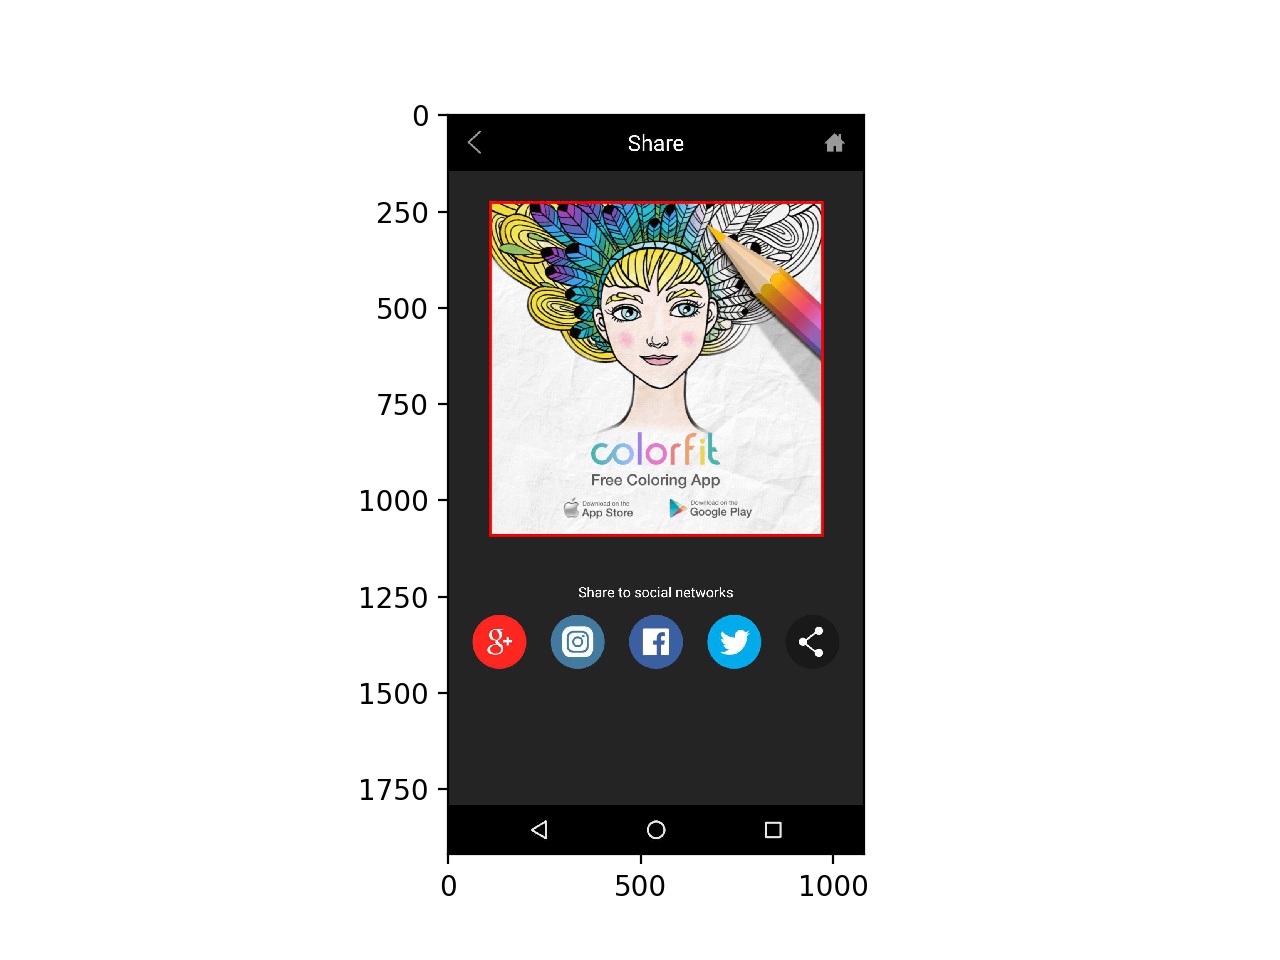 0
250
500
750
1000
1250
1500
1750
Share
colorfit
Free Coloring App
Download on the
App Store
Download on the
Google Play
Share to social networks
g+
0
500
1000